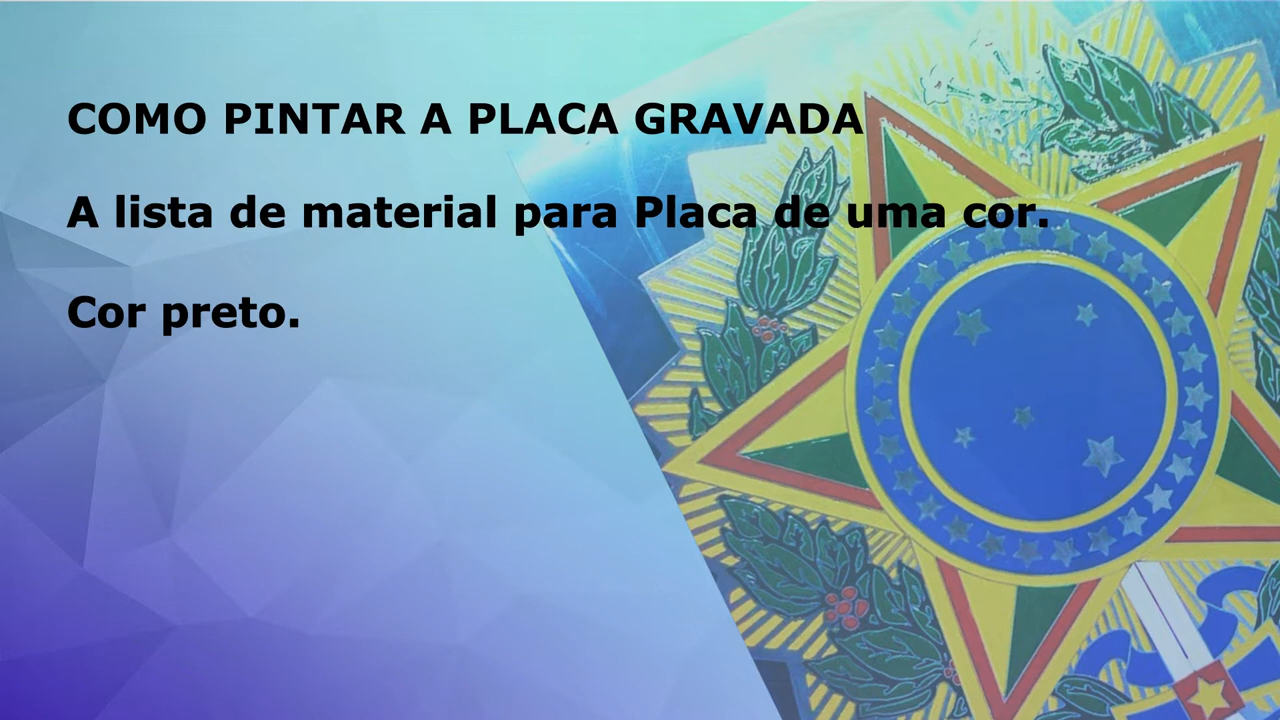 COMO PINTAR A PLACA GRAVADA
A lista de material para Placa de uma cor.
Cor preto.